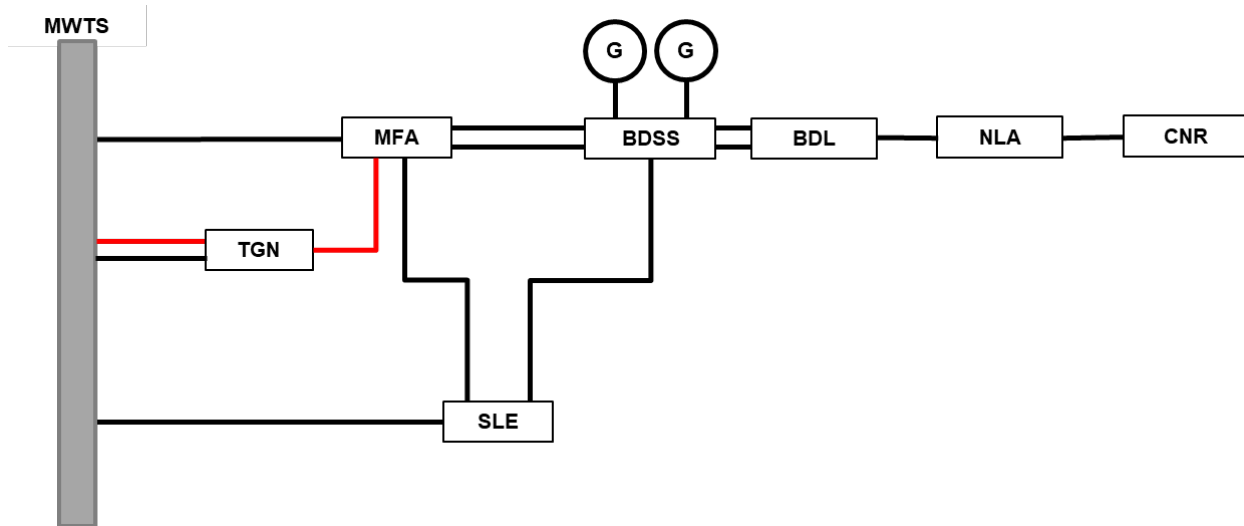 MWTS
G G
MFA BDSS BDL NLA CNR
TGN
SLE